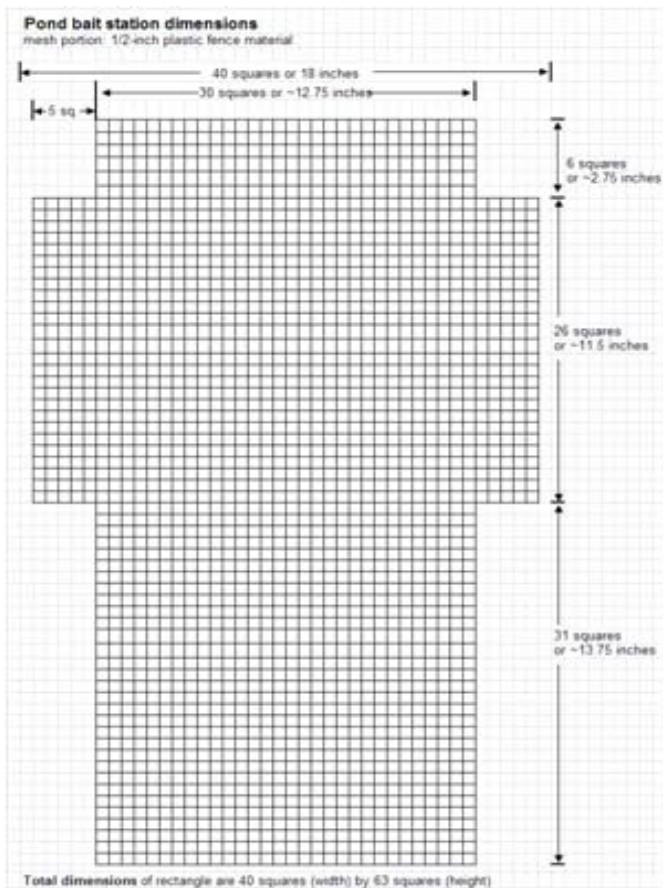 Pond bait station dimensions
mesh portion: 1/2-inch plastic fence material
40 squares or 18 inches
30 squares or ~12.75 inches
5 sq
6 squares
or ~2.75 inches
26 squares
or ~11.5 inches
31 squares
or ~13.75 inches
Total dimensions of rectangle are 40 squares (width) by 63 squares (height)